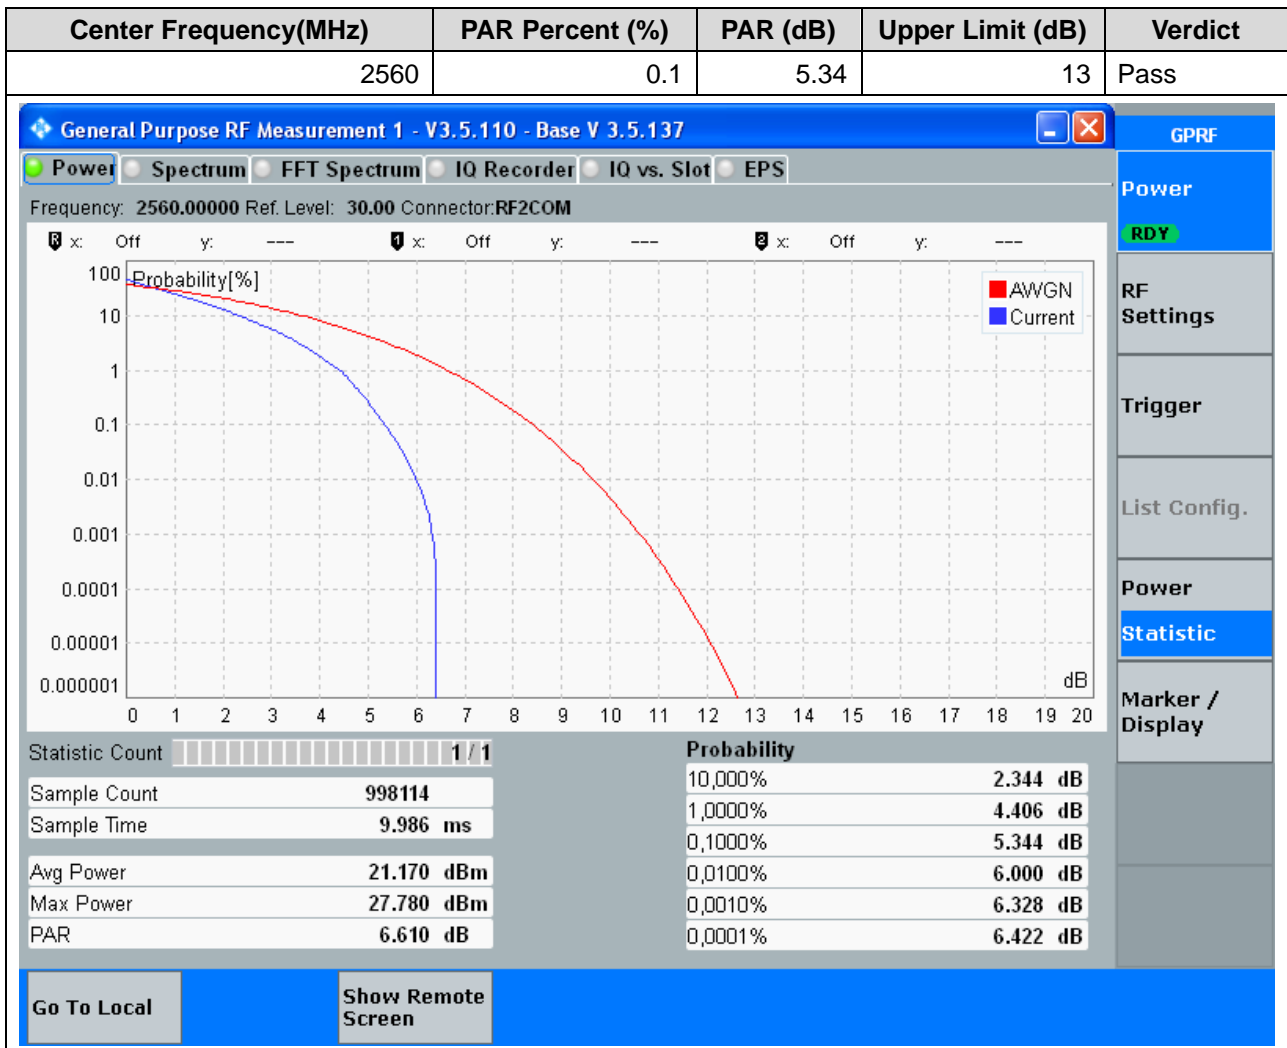 Center Frequency(MHz) PAR Percent (%) PAR (dB) Upper Limit (dB) Verdict
2560 0.1 5.34 13 Pass
General Purpose RF Measurement 1 - V3.5.110 - Base V 3.5.137
GPRF
Power Spectrum FFT Spectrum IQ Recorder IQ vs. Slot EPS
Power
RDY
Frequency: 2560.00000 Ref. Level: 30.00 Connector:RF2COM
R x: Off y: --- 1 x: Off y: --- 2 x: Off y: ---
Probability[%]
AWGN
Current
100
10
1
0.1
0.01
0.001
0.0001
0.00001
0.000001
dB
0 1 2 3 4 5 6 7 8 9 10 11 12 13 14 15 16 17 18 19 20
RF
Settings
Trigger
List Config.
Power
Statistic
Marker /
Display
Statistic Count 1 / 1
Sample Count 998114
Sample Time 9.986 ms
Avg Power 21.170 dBm
Max Power 27.780 dBm
PAR 6.610 dB
Probability
10,000% 2.344 dB
1,0000% 4.406 dB
0,1000% 5.344 dB
0,0100% 6.000 dB
0,0010% 6.328 dB
0,0001% 6.422 dB
Go To Local
Show Remote
Screen